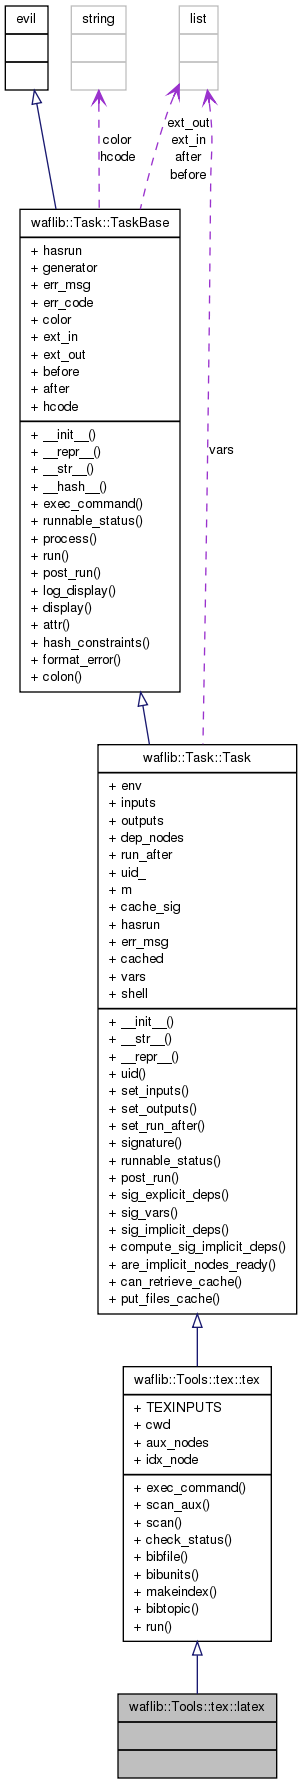 evil
string
list
color
hcode
ext_out
ext_in
after
before
waflib::Task::TaskBase
+ hasrun
+ generator
+ err_msg
+ err_code
+ color
+ ext_in
+ ext_out
+ before
+ after
+ hcode
+ __init__()
+ __repr__()
+ __str__()
+ __hash__()
+ exec_command()
+ runnable_status()
+ process()
+ run()
+ post_run()
+ log_display()
+ display()
+ attr()
+ hash_constraints()
+ format_error()
+ colon()
vars
waflib::Task::Task
+ env
+ inputs
+ outputs
+ dep_nodes
+ run_after
+ uid_
+ m
+ cache_sig
+ hasrun
+ err_msg
+ cached
+ vars
+ shell
+ __init__()
+ __str__()
+ __repr__()
+ uid()
+ set_inputs()
+ set_outputs()
+ set_run_after()
+ signature()
+ runnable_status()
+ post_run()
+ sig_explicit_deps()
+ sig_vars()
+ sig_implicit_deps()
+ compute_sig_implicit_deps()
+ are_implicit_nodes_ready()
+ can_retrieve_cache()
+ put_files_cache()
waflib::Tools::tex::tex
+ TEXINPUTS
+ cwd
+ aux_nodes
+ idx_node
+ exec_command()
+ scan_aux()
+ scan()
+ check_status()
+ bibfile()
+ bibunits()
+ makeindex()
+ bibtopic()
+ run()
waflib::Tools::tex::latex